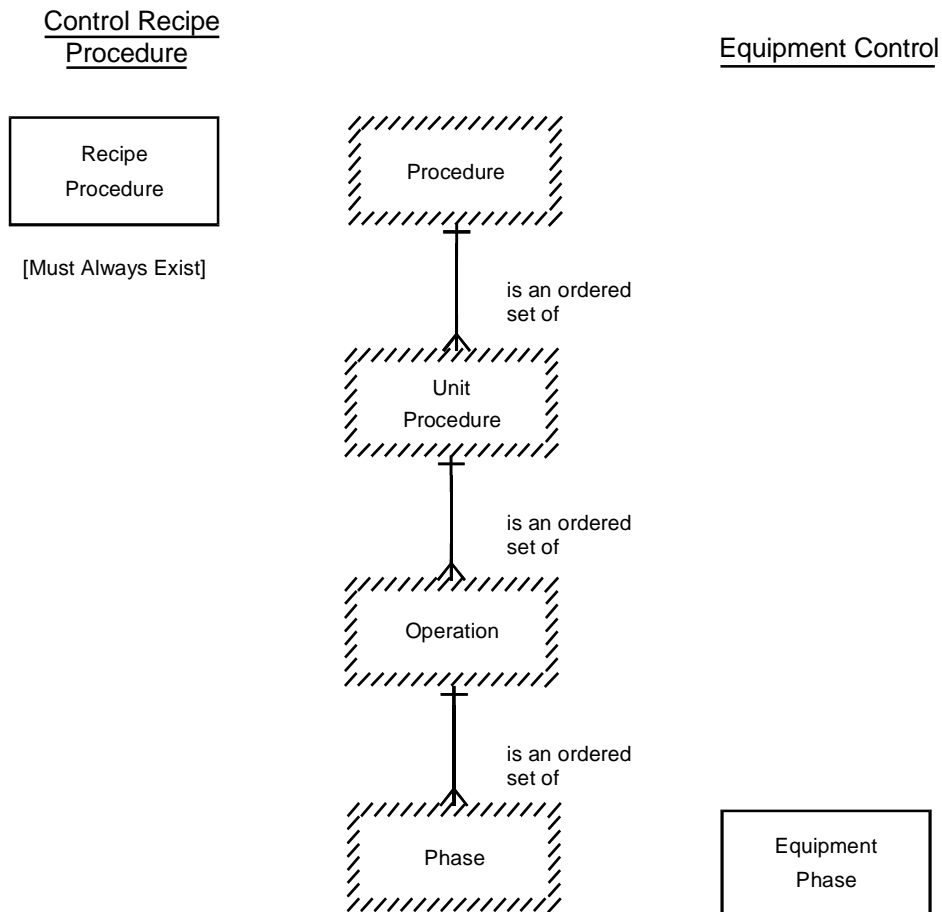 Control Recipe
Procedure
Equipment Control
Recipe
Procedure
Procedure
[Must Always Exist]
is an ordered
set of
Unit
Procedure
is an ordered
set of
Operation
is an ordered
set of
Phase
Equipment
Phase